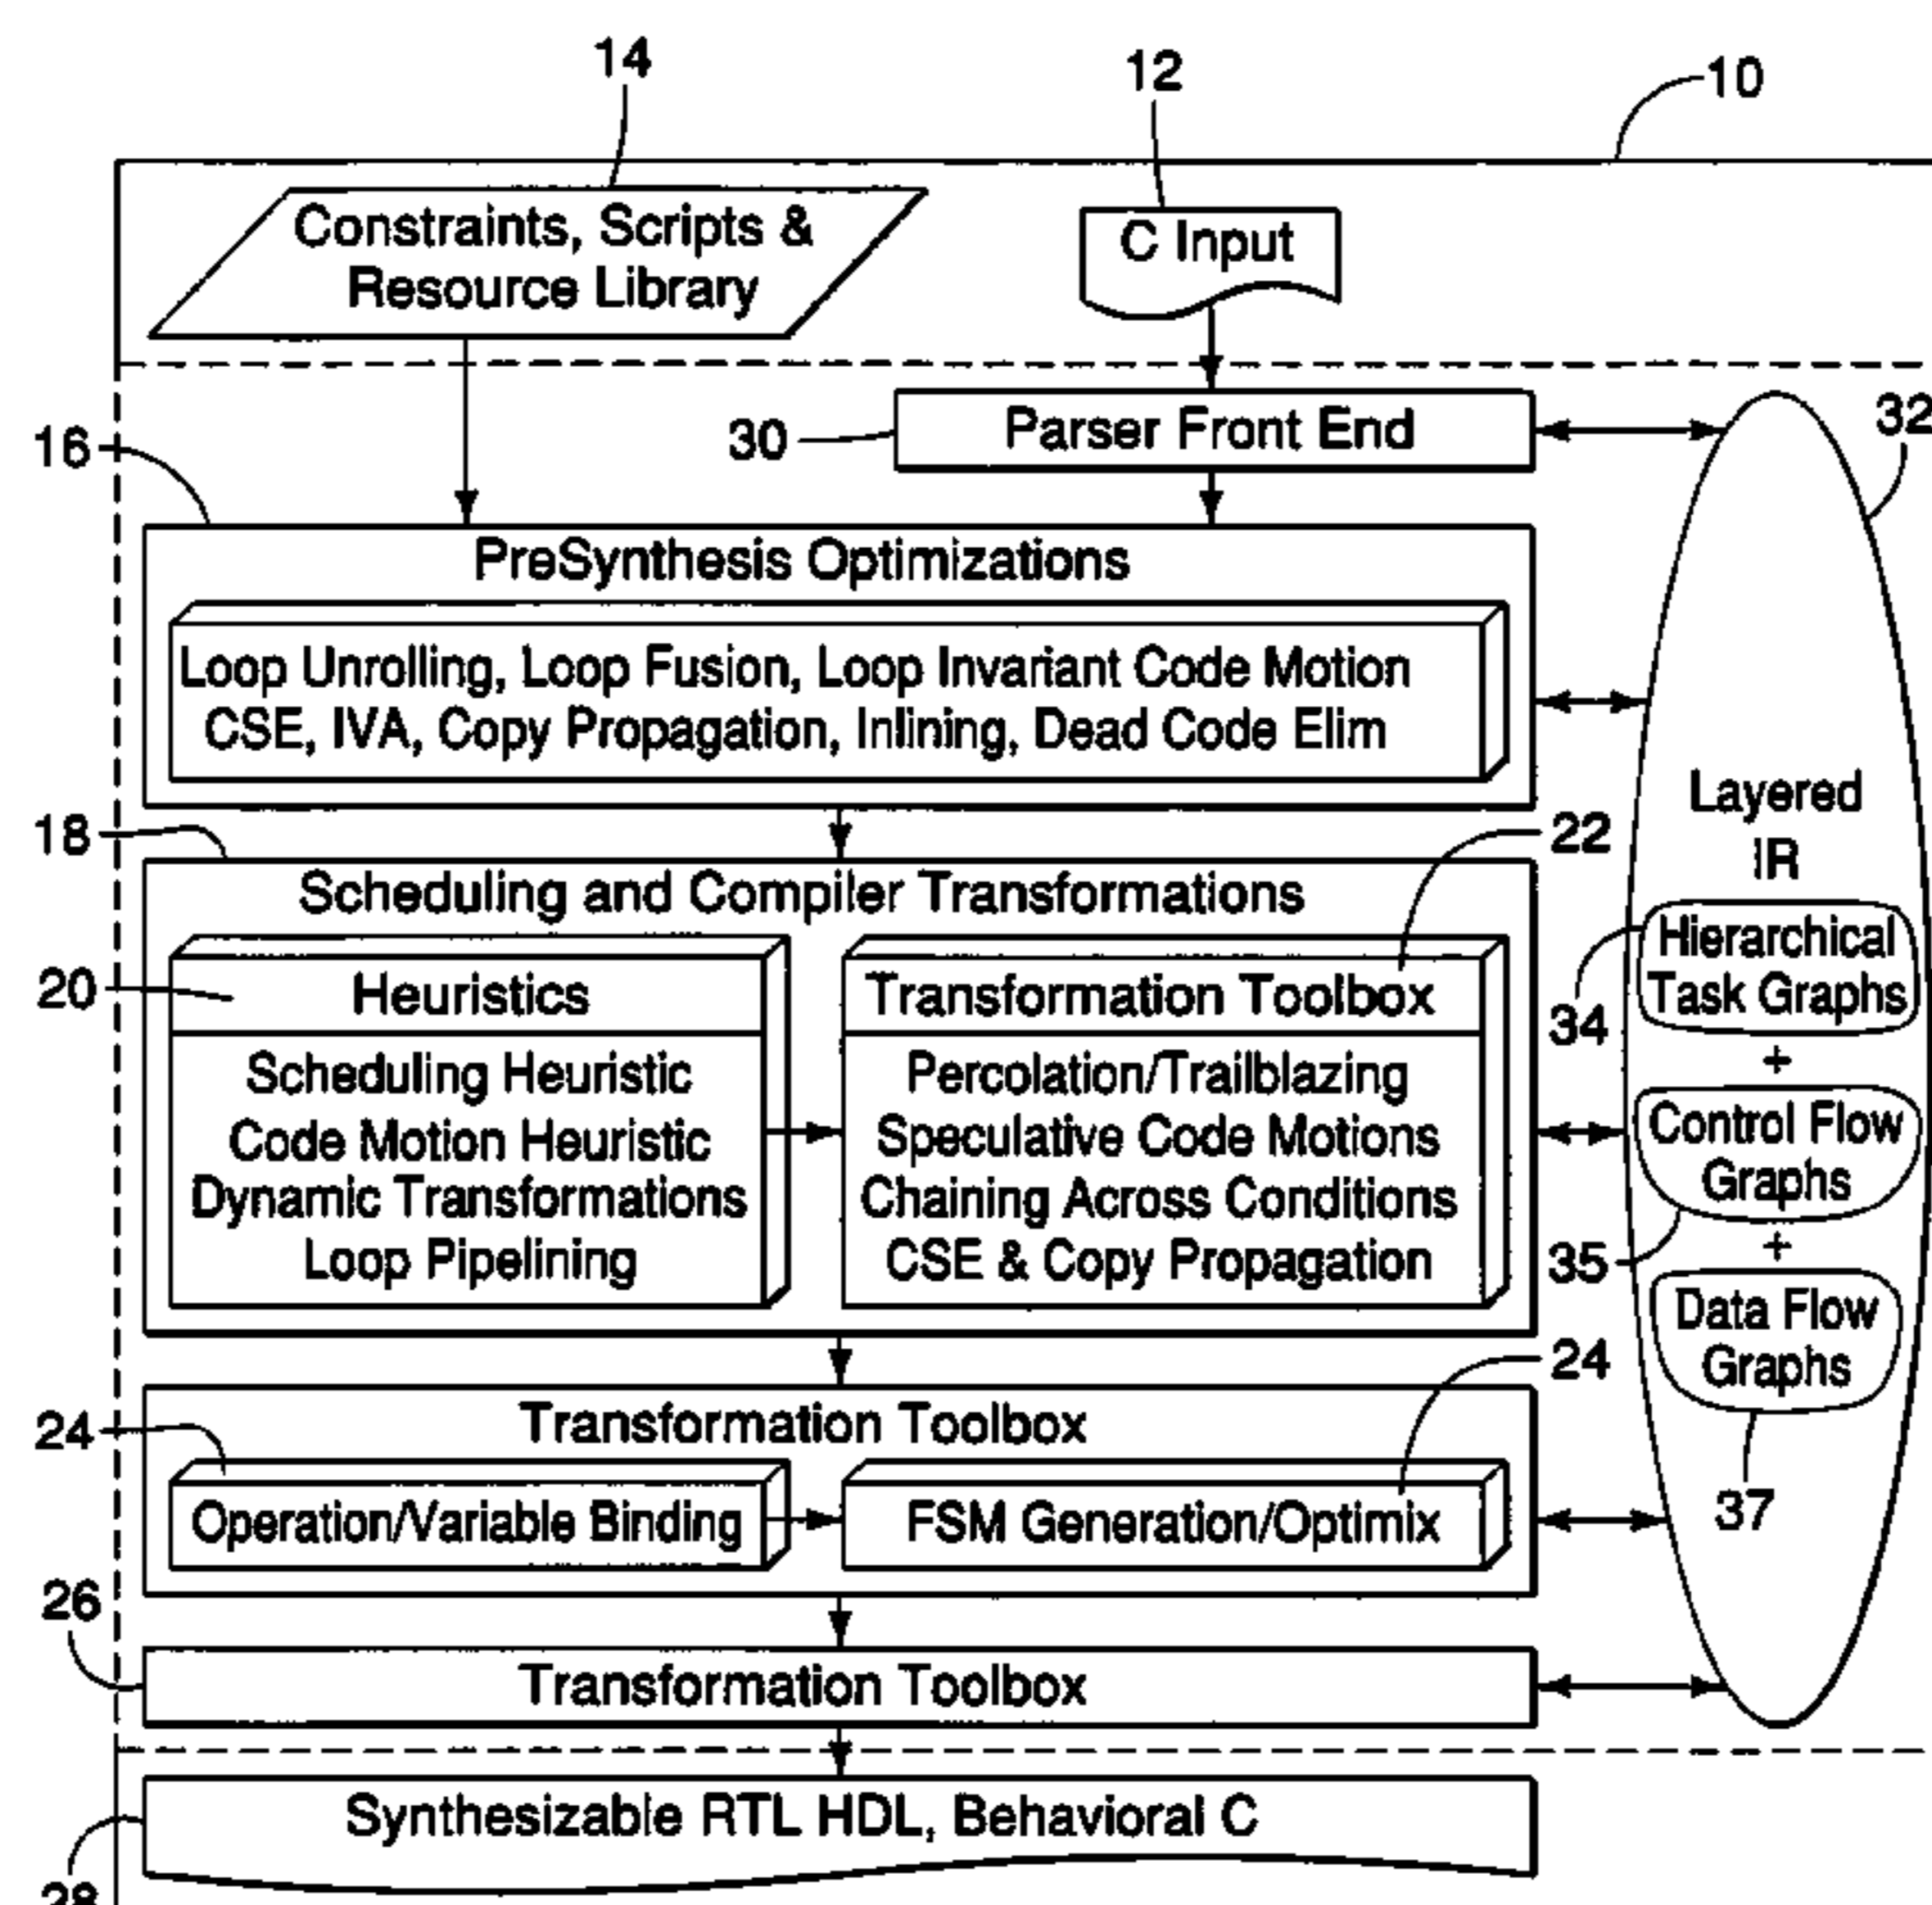 14
12
10
Constraints, Scripts &
Resource Library
C Input
30
Parser Front End
32
16
PreSynthesis Optimizations
Loop Unrolling, Loop Fusion, Loop Invariant Code Motion
CSE, IVA, Copy Propagation, Inlining, Dead Code Elim
18
22
Scheduling and Compiler Transformations
20
Heuristics
Scheduling Heuristic
Code Motion Heuristic
Dynamic Transformations
Loop Pipelining
Transformation Toolbox
Percolation/Trailblazing
Speculative Code Motions
Chaining Across Conditions
CSE & Copy Propagation
Layered
IR
34
Hierarchical
Task Graphs
+
Control Flow
Graphs
35
+
Data Flow
Graphs
37
24
24
Transformation Toolbox
Operation/Variable Binding
FSM Generation/Optimix
26
Transformation Toolbox
Synthesizable RTL HDL, Behavioral C
28